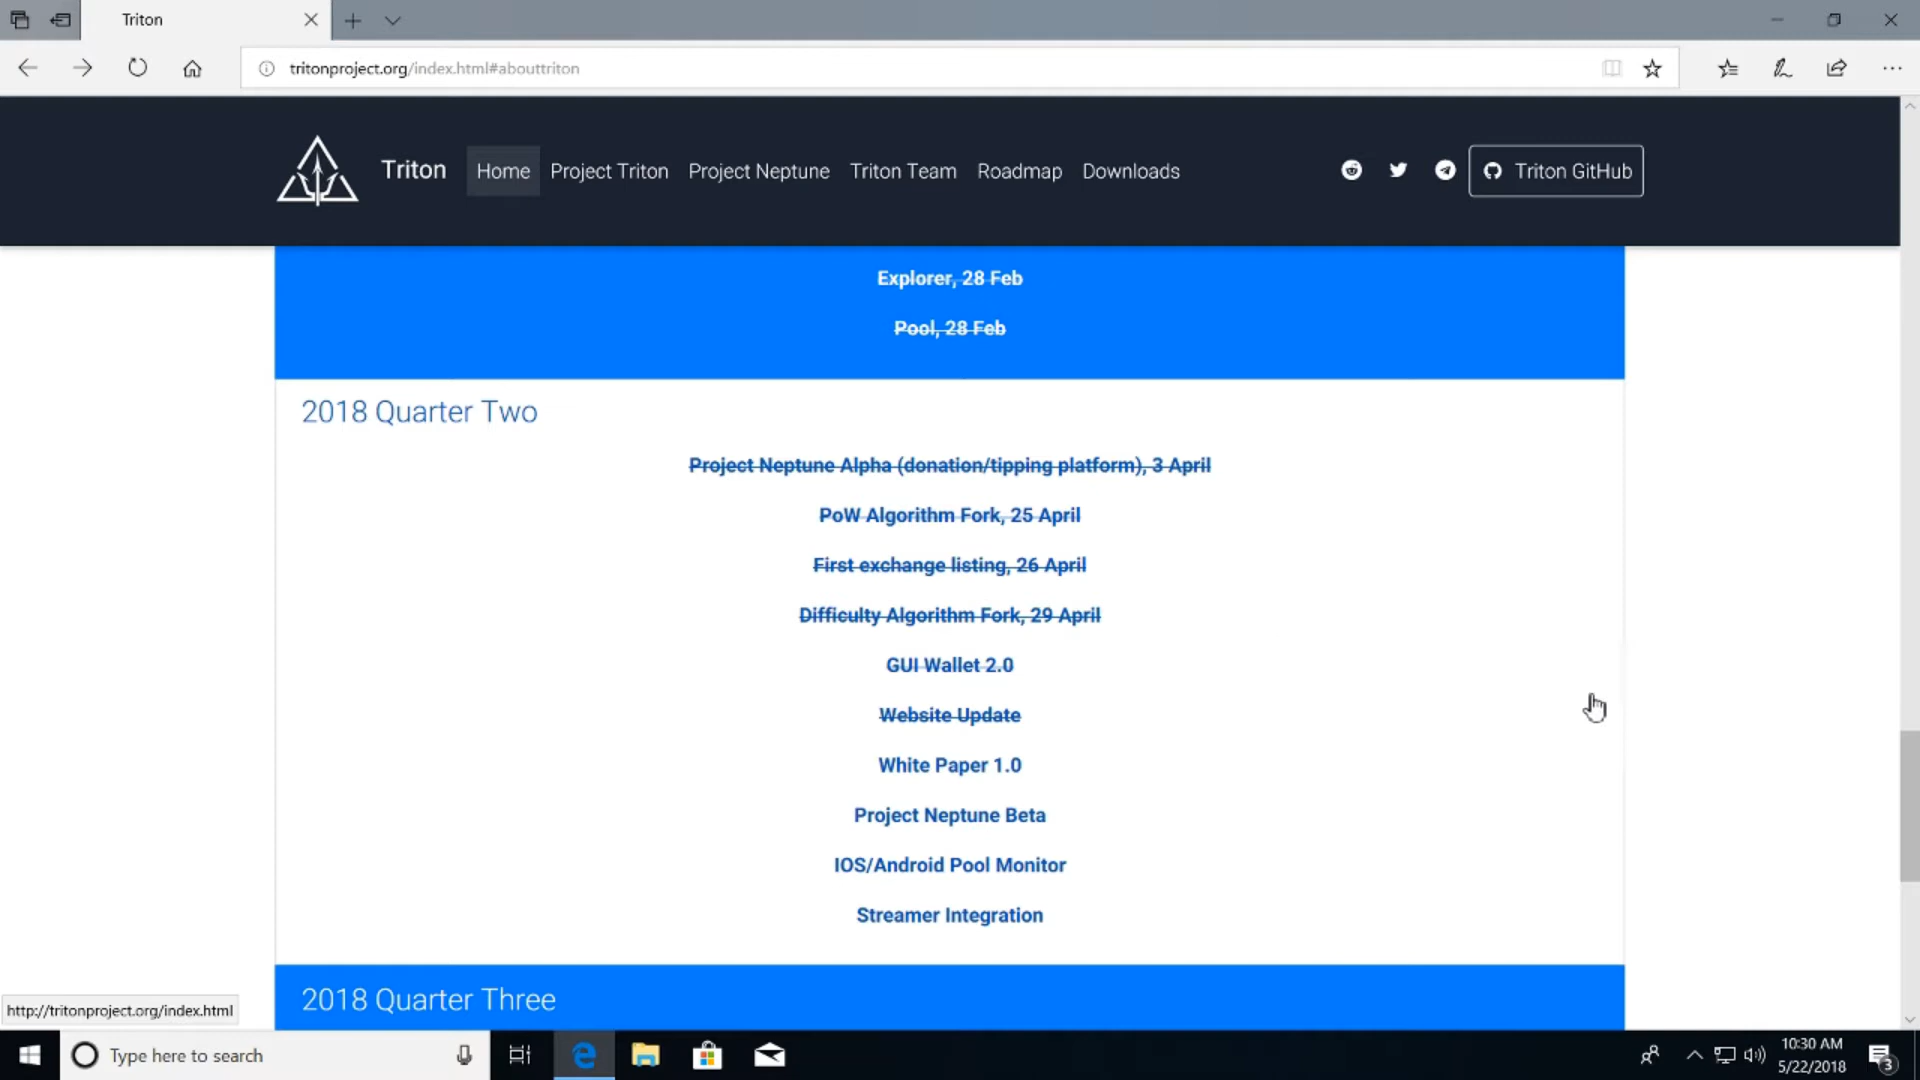 Triton
tritonproject.org/index.html#abouttriton
Triton
Home
Project Triton
Project Neptune
Triton Team
Roadmap
Downloads
Triton GitHub
Explorer, 28 Feb
Pool, 28 Feb
2018 Quarter Two
Project Neptune Alpha (donation/tipping platform), 3 April
PoW Algorithm Fork, 25 April
First exchange listing, 26 April
Difficulty Algorithm Fork, 29 April
GUI Wallet 2.0
Website Update
White Paper 1.0
Project Neptune Beta
IOS/Android Pool Monitor
Streamer Integration
2018 Quarter Three
http://tritonproject.org/index.html
Type here to search
10:30 AM
5/22/2018
3